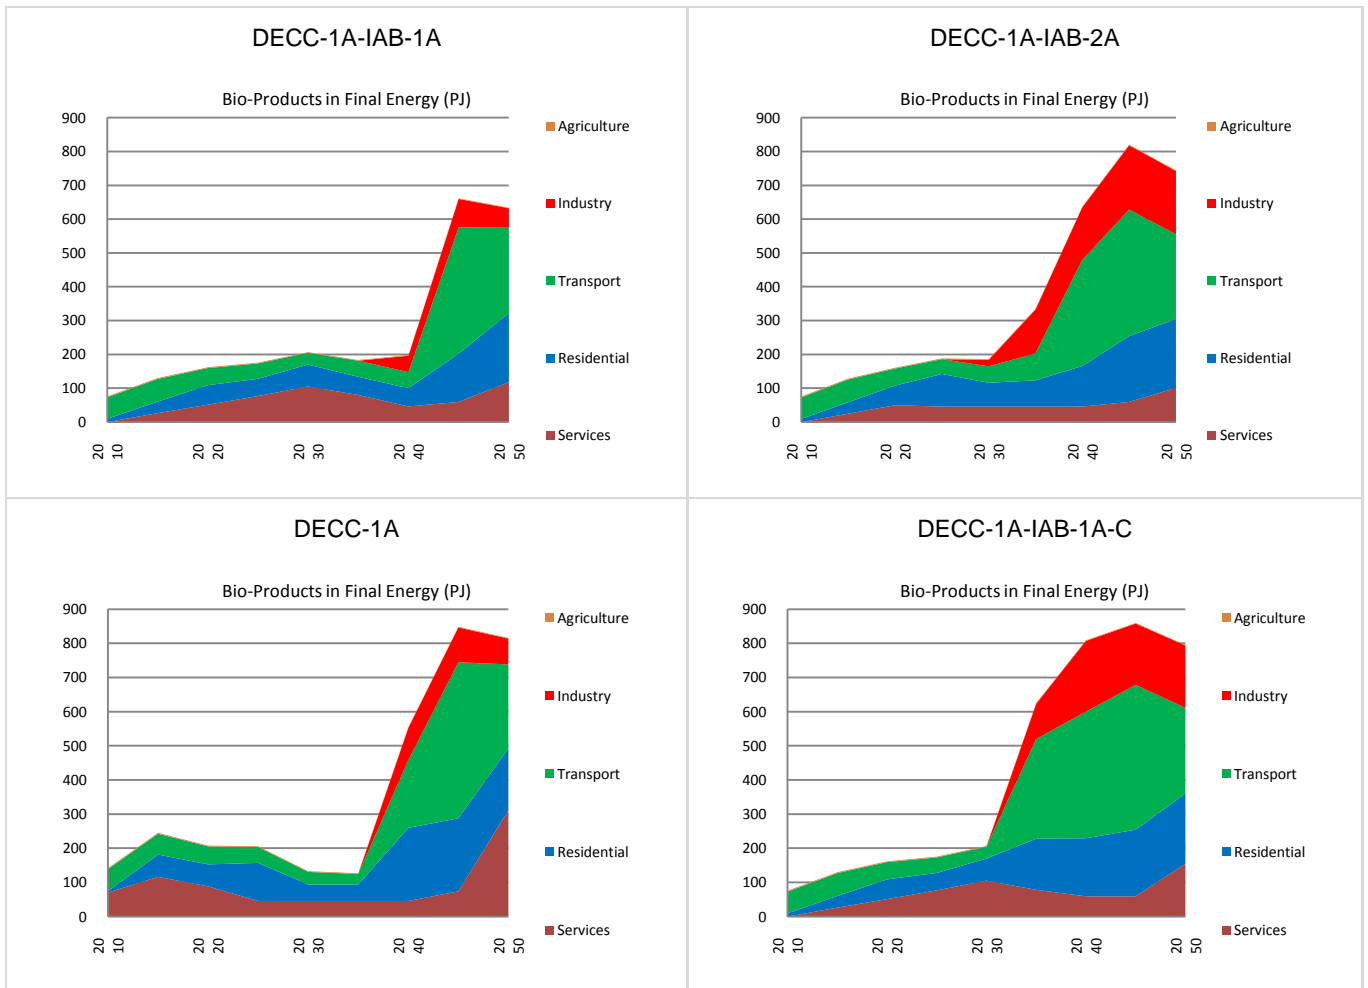 DECC-1A-IAB-1A
Bio-Products in Final Energy (PJ)
900
800
700
600
500
400
300
200
100
0
20 10
20 20
20 30
20 40
20 50
Agriculture
Industry
Transport
Residential
Services
DECC-1A-IAB-2A
Bio-Products in Final Energy (PJ)
900
800
700
600
500
400
300
200
100
0
20 10
20 20
20 30
20 40
20 50
Agriculture
Industry
Transport
Residential
Services
DECC-1A
Bio-Products in Final Energy (PJ)
900
800
700
600
500
400
300
200
100
0
20 10
20 20
20 30
20 40
20 50
Agriculture
Industry
Transport
Residential
Services
DECC-1A-IAB-1A-C
Bio-Products in Final Energy (PJ)
900
800
700
600
500
400
300
200
100
0
20 10
20 20
20 30
20 40
20 50
Agriculture
Industry
Transport
Residential
Services